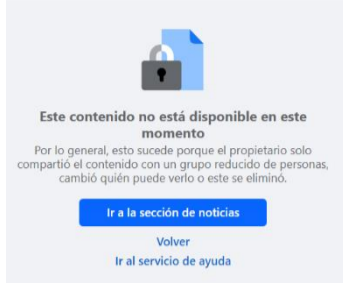 Este contenido no está disponible en este
momento
Por lo general, esto sucede porque el propietario solo
compartió el contenido con un grupo reducido de personas,
cambió quién puede verlo o este se eliminó.
Ir a la sección de noticias
Volver
Ir al servicio de ayuda